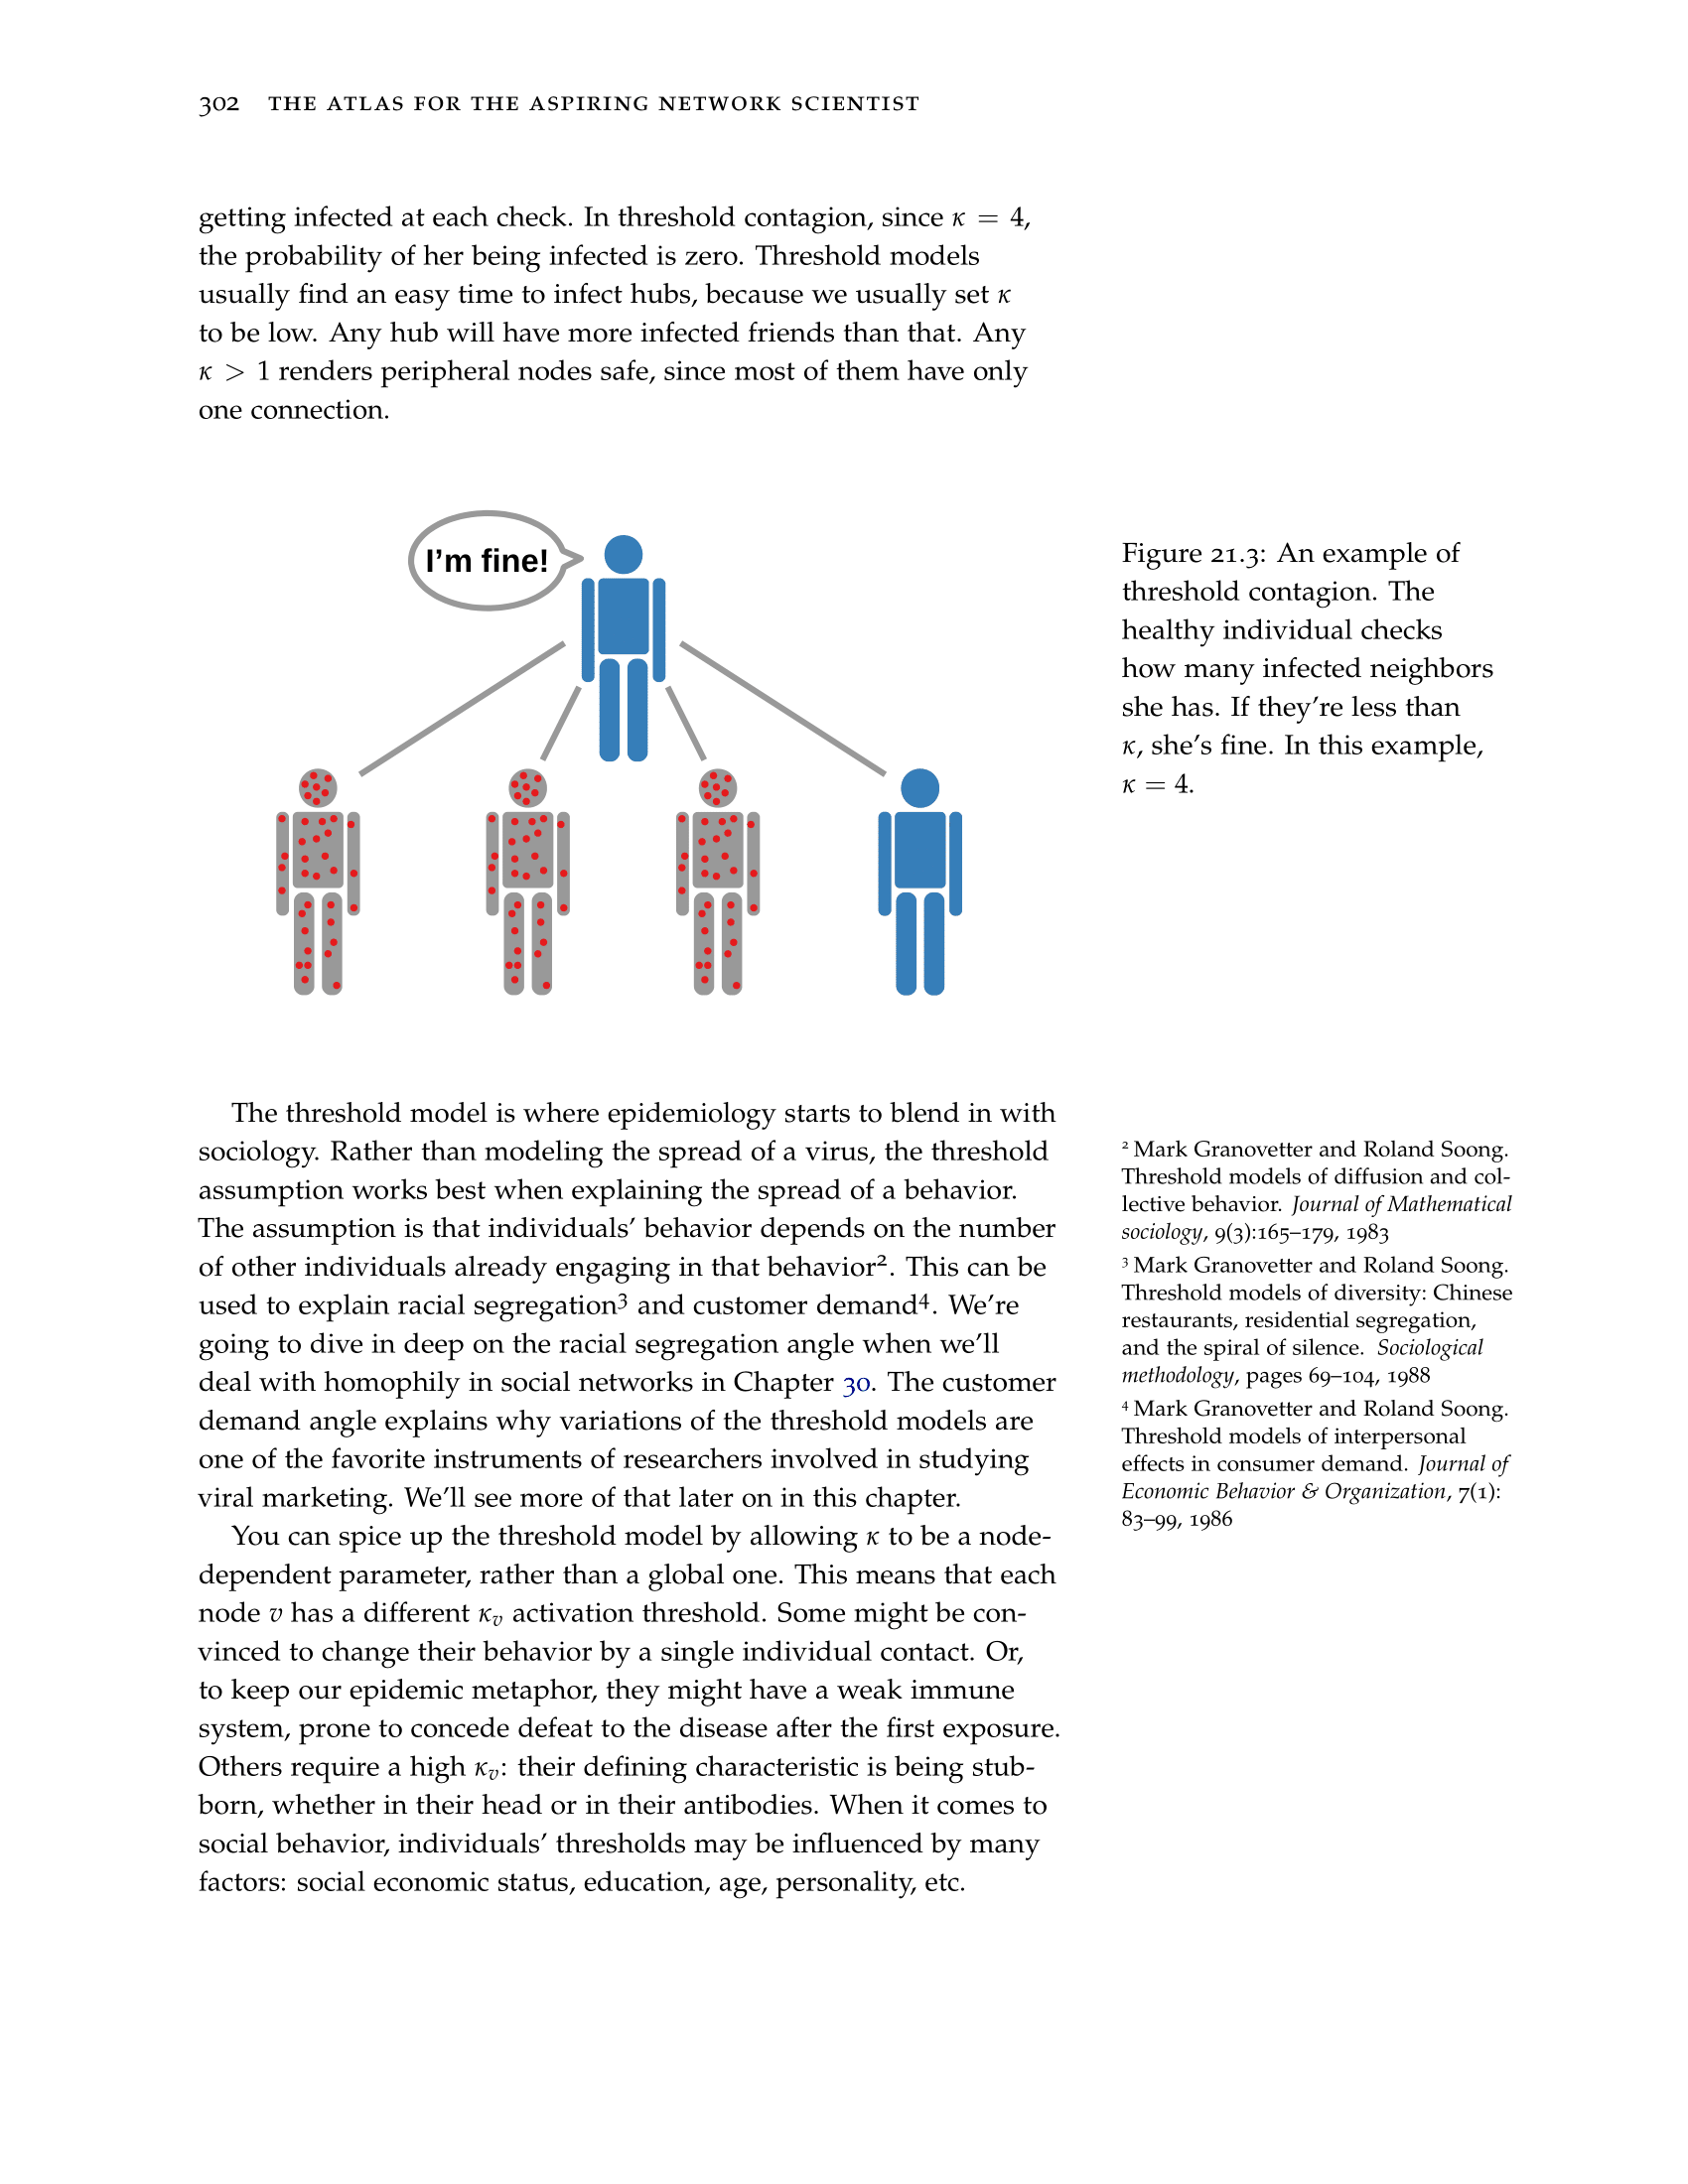 302 THE ATLAS FOR THE ASPIRING NETWORK SCIENTIST
getting infected at each check. In threshold contagion, since κ = 4,
the probability of her being infected is zero. Threshold models
usually find an easy time to infect hubs, because we usually set κ
to be low. Any hub will have more infected friends than that. Any
κ > 1 renders peripheral nodes safe, since most of them have only
one connection.
I'm fine!
Figure 21.3: An example of
threshold contagion. The
healthy individual checks
how many infected neighbors
she has. If they're less than
κ, she's fine. In this example,
κ = 4.
The threshold model is where epidemiology starts to blend in with
sociology. Rather than modeling the spread of a virus, the threshold
assumption works best when explaining the spread of a behavior.
The assumption is that individuals' behavior depends on the number
of other individuals already engaging in that behavior². This can be
used to explain racial segregation³ and customer demand⁴. We're
going to dive in deep on the racial segregation angle when we'll
deal with homophily in social networks in Chapter 30. The customer
demand angle explains why variations of the threshold models are
one of the favorite instruments of researchers involved in studying
viral marketing. We'll see more of that later on in this chapter.
You can spice up the threshold model by allowing κ to be a node-
dependent parameter, rather than a global one. This means that each
node v has a different κᵥ activation threshold. Some might be con-
vinced to change their behavior by a single individual contact. Or,
to keep our epidemic metaphor, they might have a weak immune
system, prone to concede defeat to the disease after the first exposure.
Others require a high κᵥ: their defining characteristic is being stub-
born, whether in their head or in their antibodies. When it comes to
social behavior, individuals' thresholds may be influenced by many
factors: social economic status, education, age, personality, etc.
² Mark Granovetter and Roland Soong.
Threshold models of diffusion and col-
lective behavior. Journal of Mathematical
sociology, 9(3):165–179, 1983
³ Mark Granovetter and Roland Soong.
Threshold models of diversity: Chinese
restaurants, residential segregation,
and the spiral of silence. Sociological
methodology, pages 69–104, 1988
⁴ Mark Granovetter and Roland Soong.
Threshold models of interpersonal
effects in consumer demand. Journal of
Economic Behavior & Organization, 7(1):
83–99, 1986